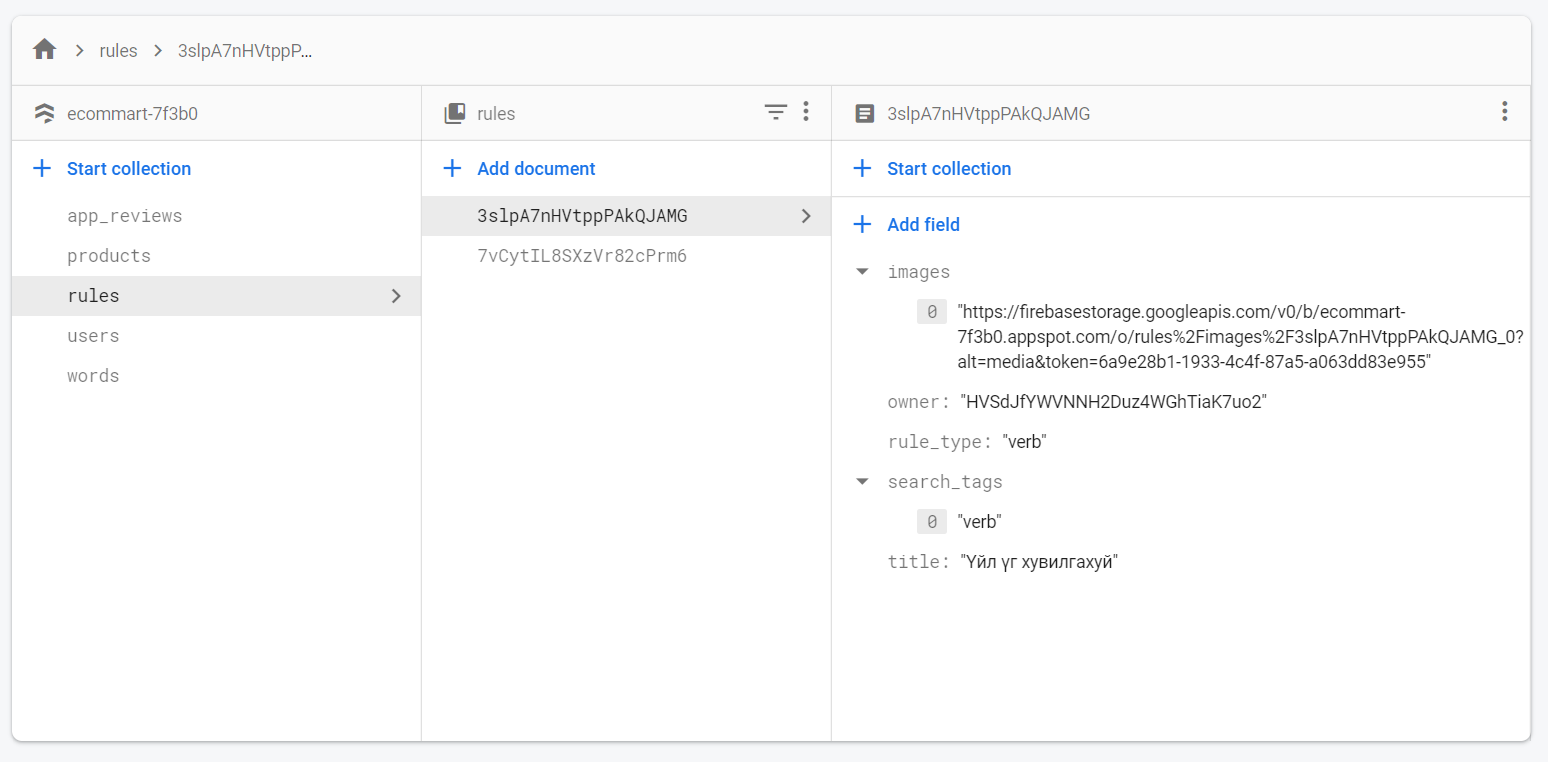 rules
3slpA7nHVtppP...
ecommart-7f3b0
Start collection
app_reviews
products
rules
users
words
rules
Add document
3slpA7nHVtppPAkQJAMG
7vCytIL8SXzVr82cPrm6
3slpA7nHVtppPAkQJAMG
Start collection
Add field
images
0 "https://firebasestorage.googleapis.com/v0/b/ecommart-
7f3b0.appspot.com/o/rules%2Fimages%2F3slpA7nHVtppPAkQJAMG_0?
alt=media&token=6a9e28b1-1933-4c4f-87a5-a063dd83e955"
owner: "HVSdJfYWVNNH2Duz4WGhTiaK7uo2"
rule_type: "verb"
search_tags
0 "verb"
title: "Үйл үг хувилгахуй"